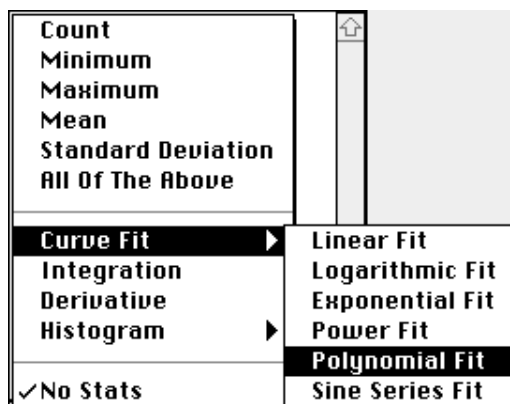 Count
Minimum
Maximum
Mean
Standard Deviation
All Of The Above
Curve Fit
Integration
Derivative
Histogram
✓No Stats
Linear Fit
Logarithmic Fit
Exponential Fit
Power Fit
Polynomial Fit
Sine Series Fit